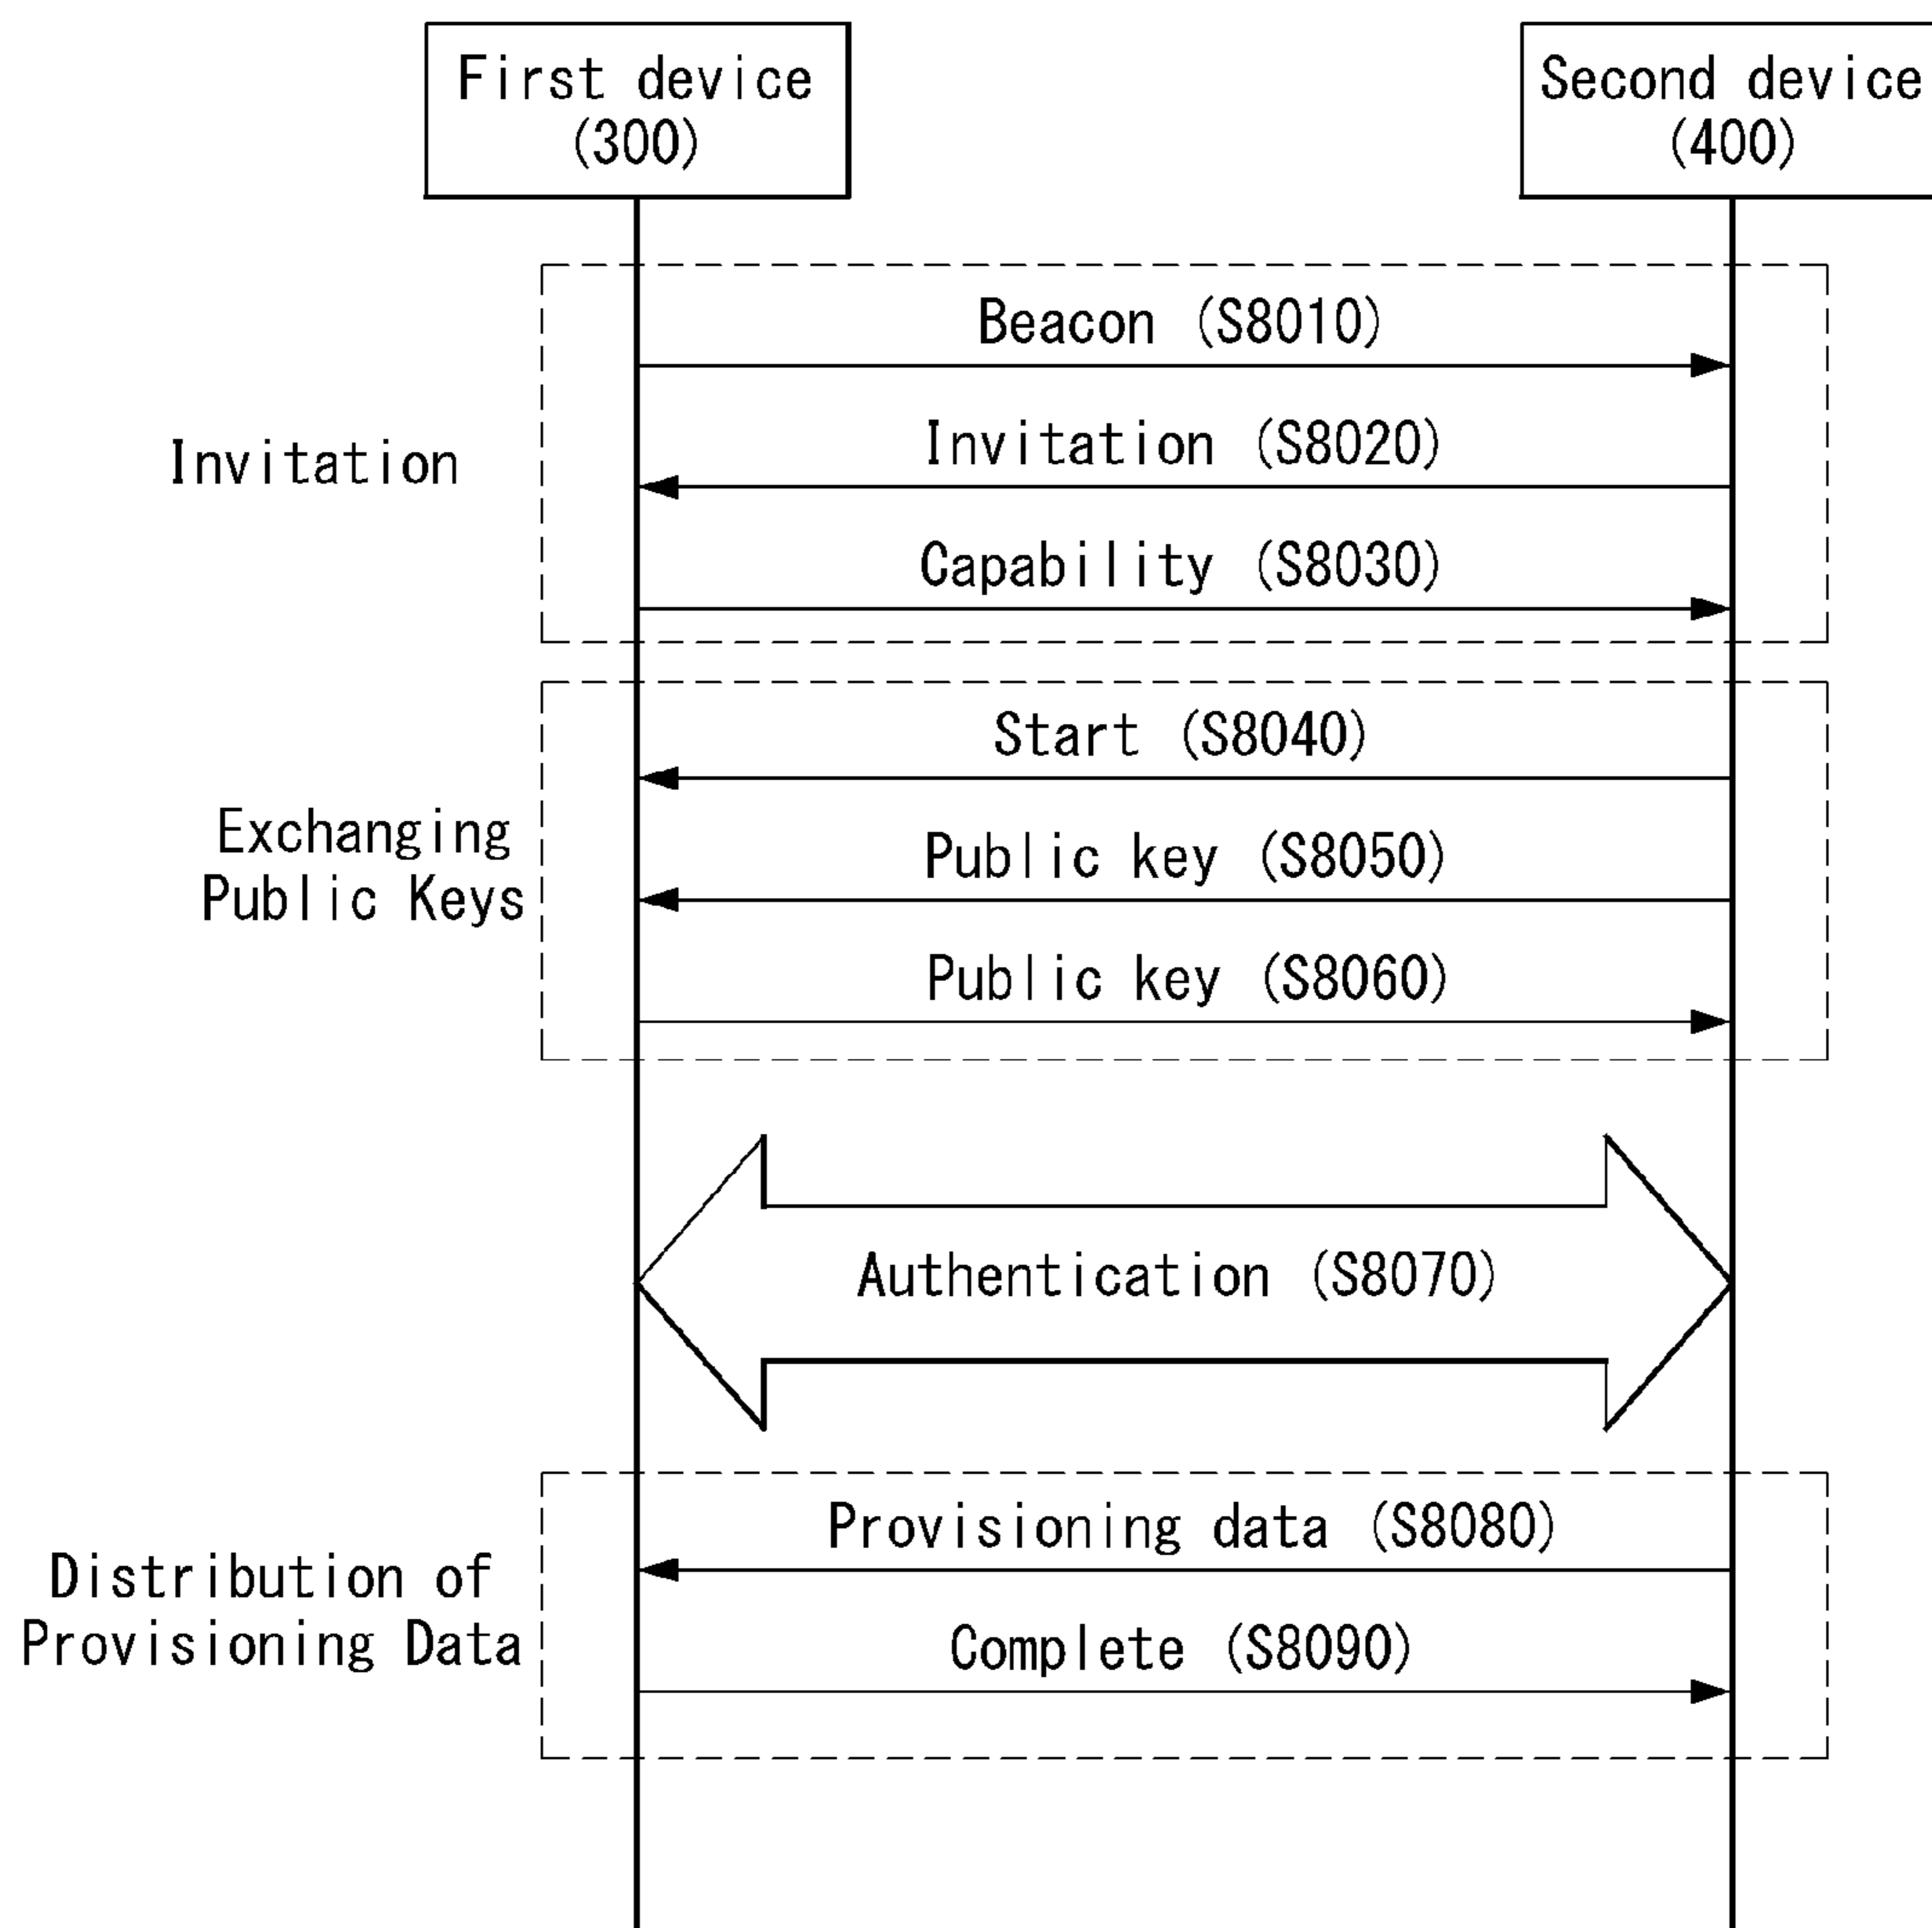 First device
(300)
Second device
(400)
Beacon (S8010)
Invitation
Invitation (S8020)
Capability (S8030)
Start (S8040)
Exchanging
Public Keys
Public key (S8050)
Public key (S8060)
Authentication (S8070)
Provisioning data (S8080)
Distribution of
Provisioning Data
Complete (S8090)